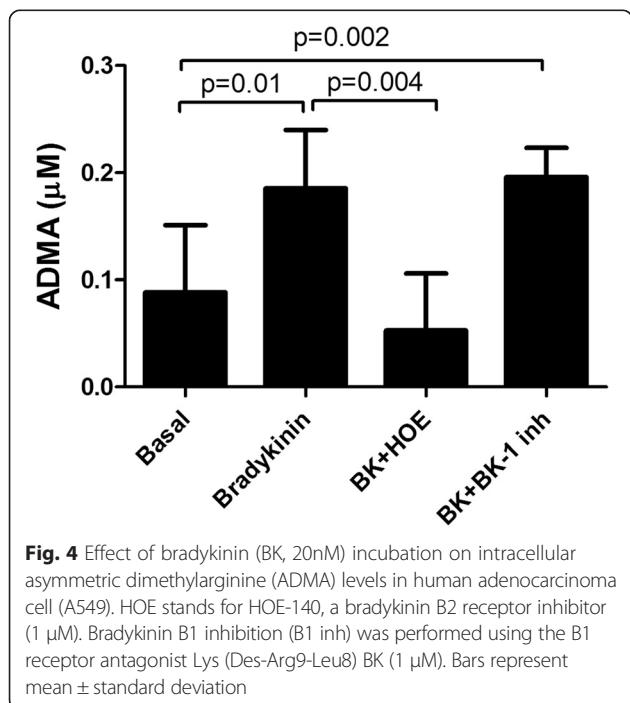 p=0.002
p=0.01
p=0.004
0.3
0.2
0.1
0.0
ADMA (μM)
Basal
Bradykinin
BK+HOE
BK+BK-1 inh
Fig. 4 Effect of bradykinin (BK, 20nM) incubation on intracellular
asymmetric dimethylarginine (ADMA) levels in human adenocarcinoma
cell (A549). HOE stands for HOE-140, a bradykinin B2 receptor inhibitor
(1 μM). Bradykinin B1 inhibition (B1 inh) was performed using the B1
receptor antagonist Lys (Des-Arg9-Leu8) BK (1 μM). Bars represent
mean ± standard deviation